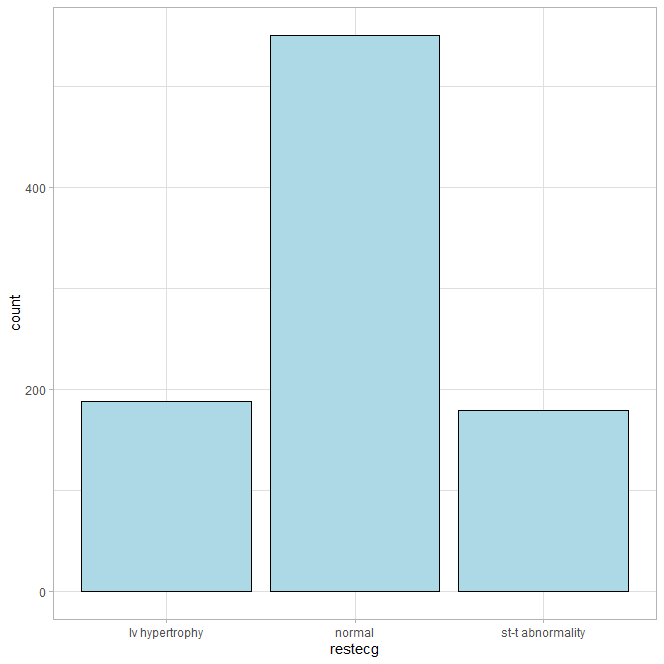 count
400
200
0
lv hypertrophy
normal
st-t abnormality
restecg